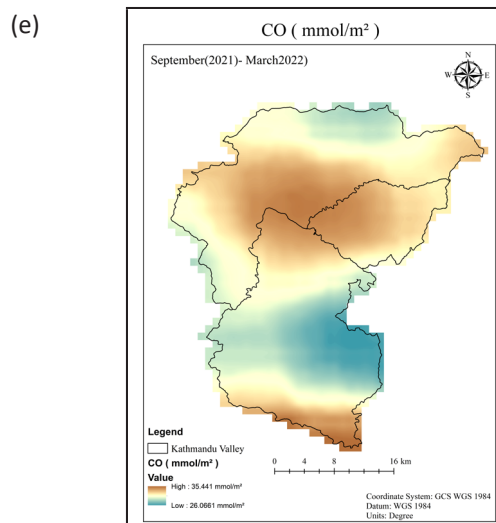 (e)
CO ( mmol/m² )
September(2021)- March2022)
N
W E
S
Legend
Kathmandu Valley
CO ( mmol/m² )
Value
High : 35.441 mmol/m²
Low : 26.0661 mmol/m²
0 4 8 16 km
Coordinate System: GCS WGS 1984
Datum: WGS 1984
Units: Degree